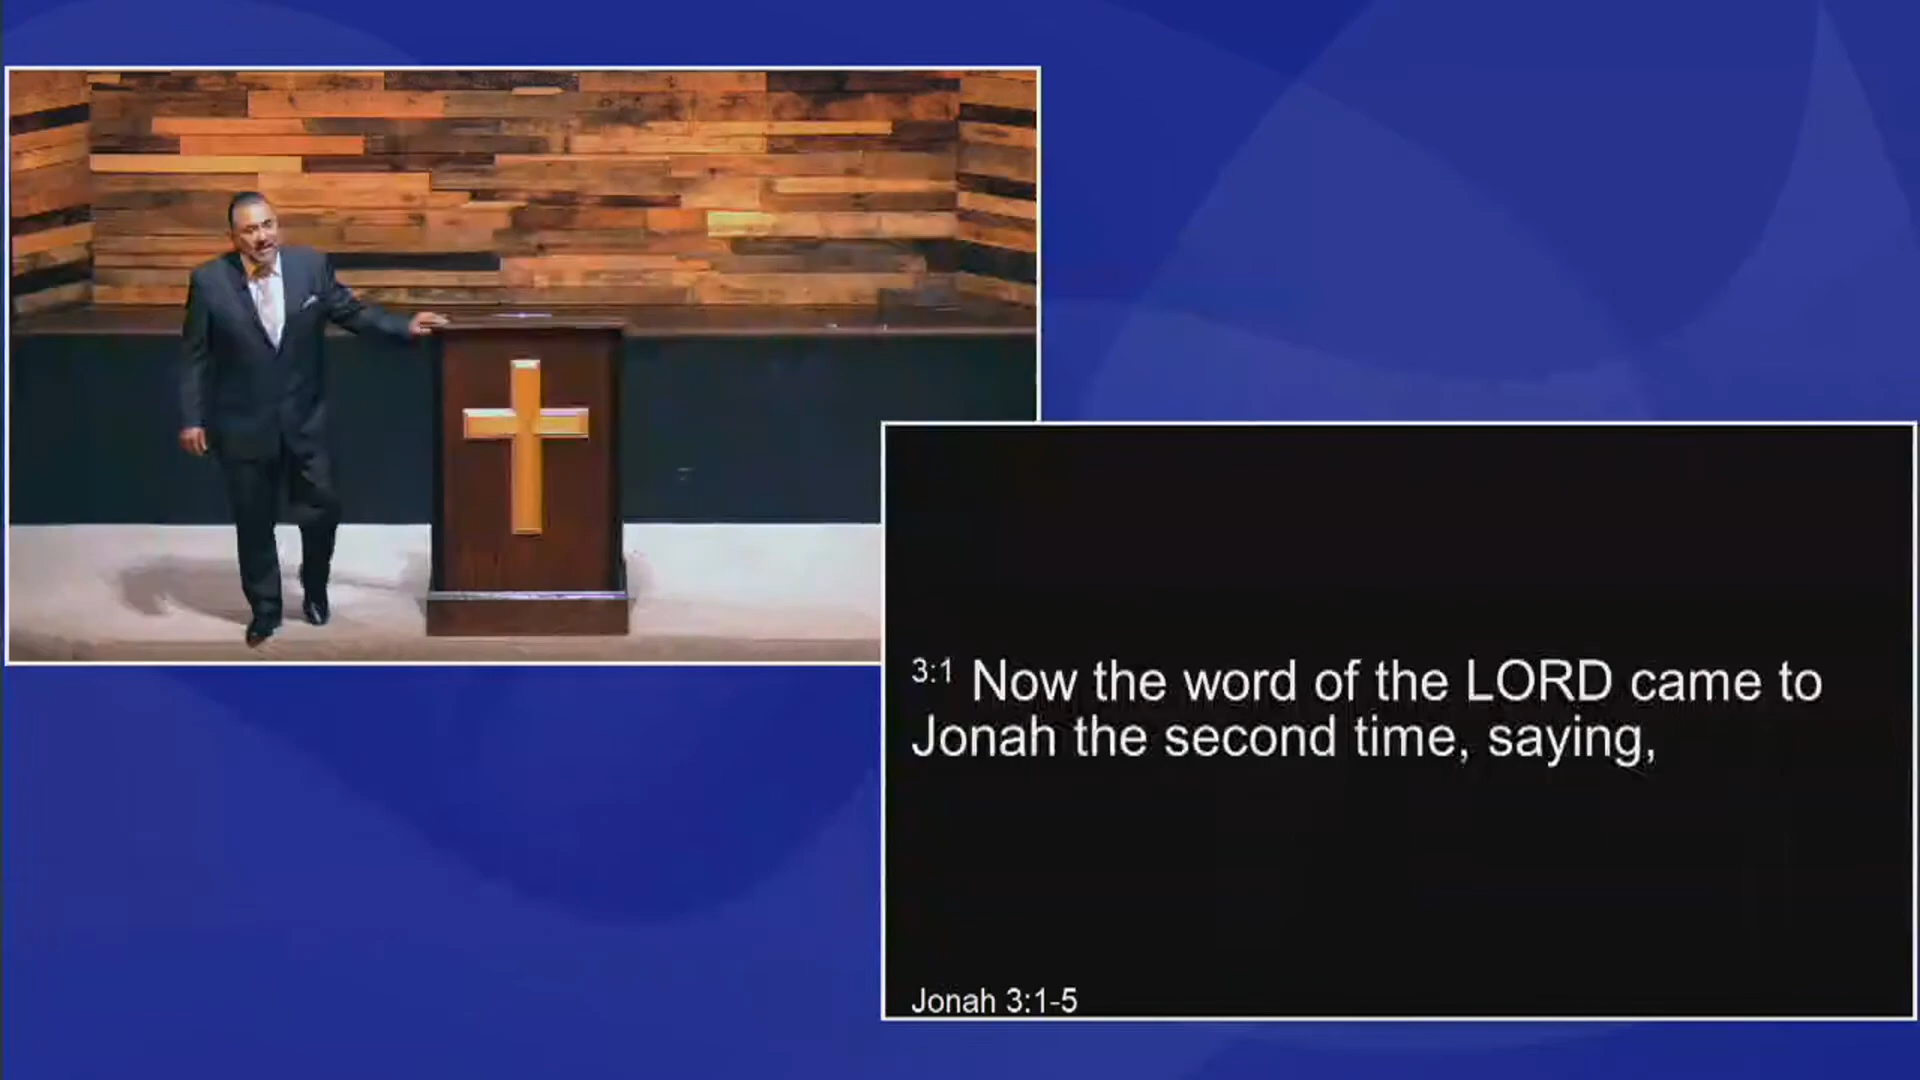 3:1 Now the word of the LORD came to
Jonah the second time, saying,
Jonah 3:1-5